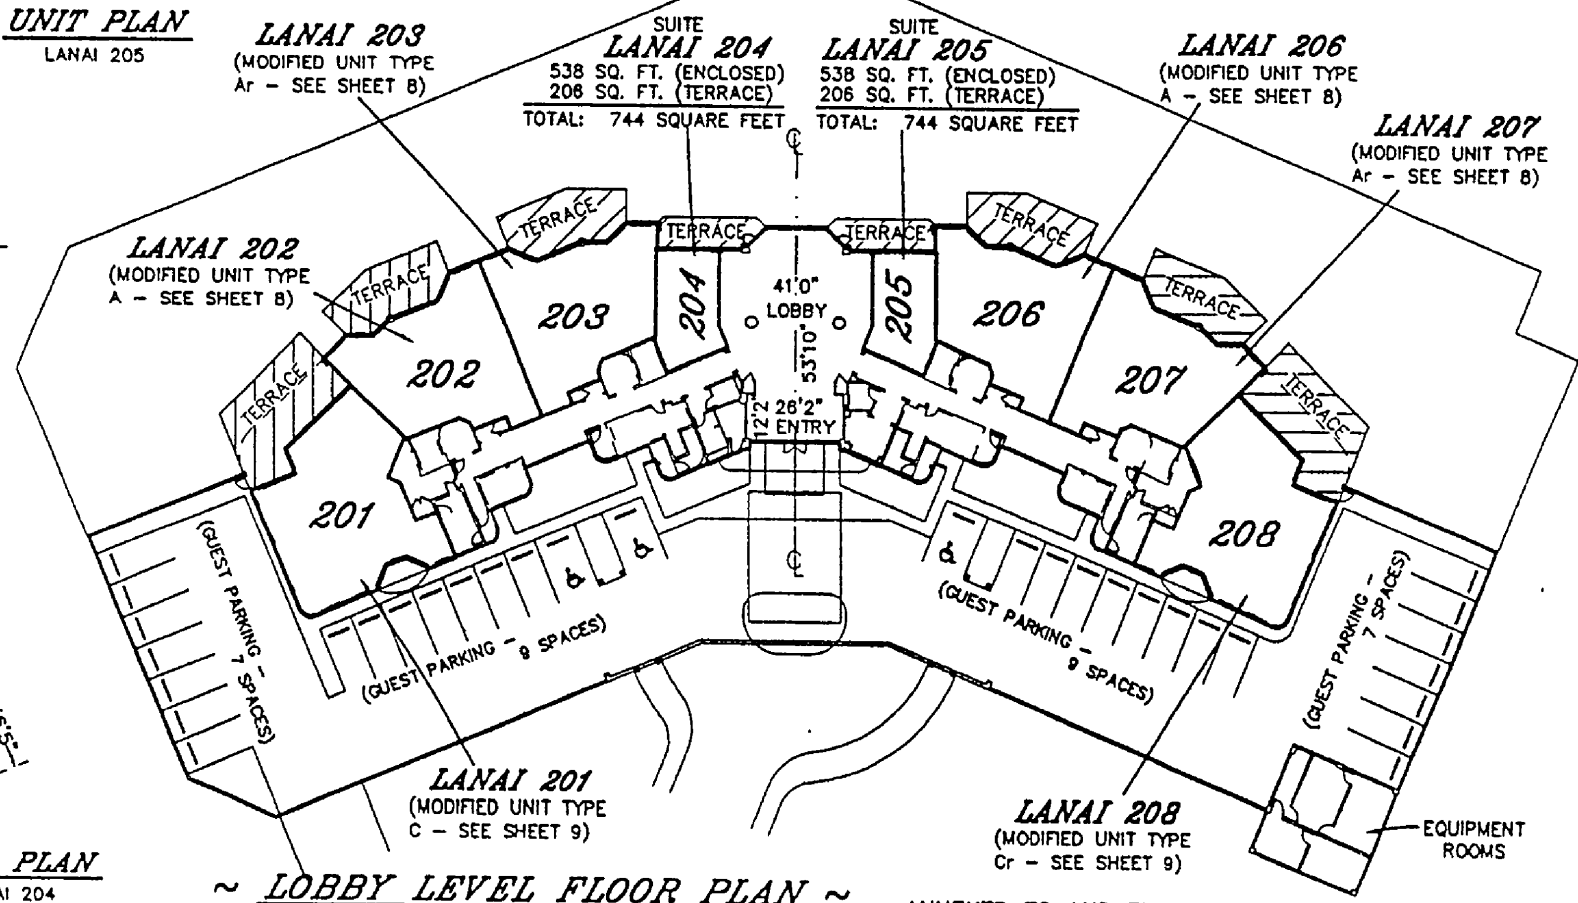 UNIT PLAN
LANAI 205
LANAI 203
(MODIFIED UNIT TYPE
Ar - SEE SHEET 8)
SUITE
LANAI 204
538 SQ. FT. (ENCLOSED)
206 SQ. FT. (TERRACE)
TOTAL: 744 SQUARE FEET
SUITE
LANAI 205
538 SQ. FT. (ENCLOSED)
206 SQ. FT. (TERRACE)
TOTAL: 744 SQUARE FEET
LANAI 206
(MODIFIED UNIT TYPE
A - SEE SHEET 8)
LANAI 207
(MODIFIED UNIT TYPE
Ar - SEE SHEET 8)
LANAI 202
(MODIFIED UNIT TYPE
A - SEE SHEET 8)
TERRACE
TERRACE
TERRACE
TERRACE
TERRACE
TERRACE
TERRACE
TERRACE
201
202
203
204
41'0"
LOBBY
53'10"
12'2
26'2"
ENTRY
205
206
207
208
(GUEST PARKING -
7 SPACES)
(GUEST PARKING -
9 SPACES)
(GUEST PARKING -
9 SPACES)
(GUEST PARKING -
7 SPACES)
LANAI 201
(MODIFIED UNIT TYPE
C - SEE SHEET 9)
LANAI 208
(MODIFIED UNIT TYPE
Cr - SEE SHEET 9)
EQUIPMENT
ROOMS
PLAN
AI 204
~ LOBBY LEVEL FLOOR PLAN ~